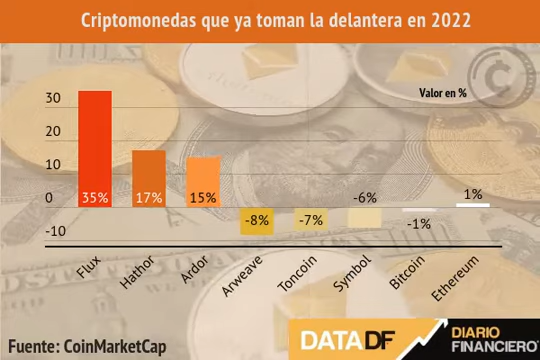 Criptomonedas que ya toman la delantera en 2022
Valor en %
30
20
10
0
-10
35%
17%
15%
-8%
-7%
-6%
-1%
1%
Flux
Hathor
Ardor
Arweave
Toncoin
Symbol
Bitcoin
Ethereum
Fuente: CoinMarketCap
DATADF
DIARIO
FINANCIERO